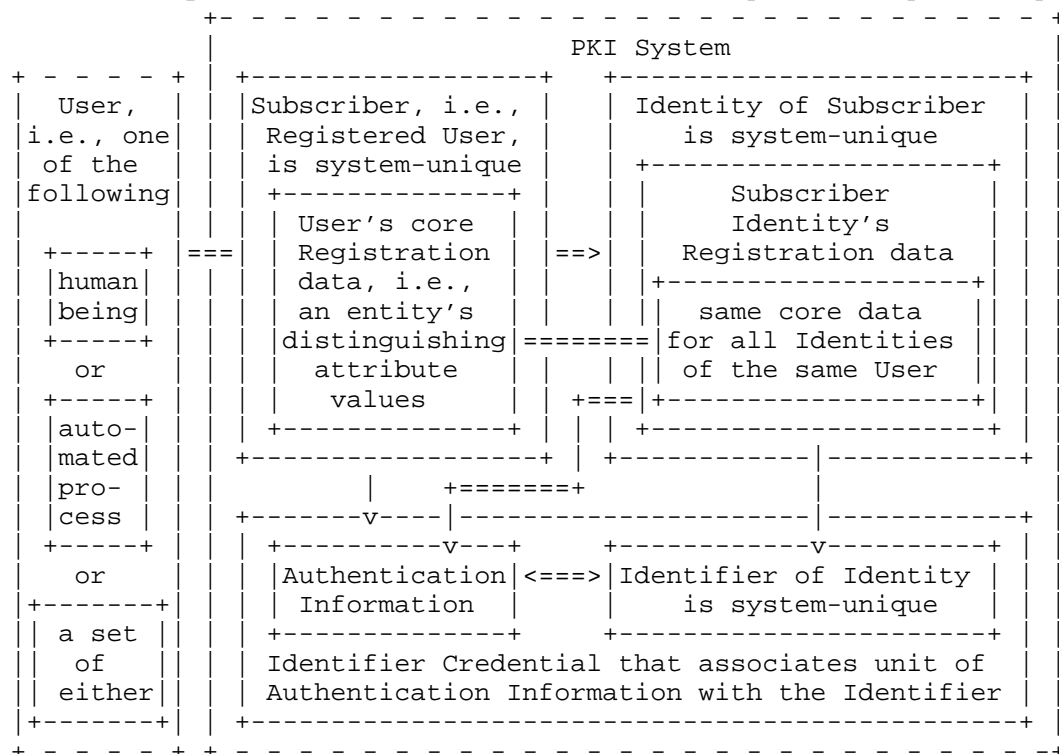 PKI System
User,
i.e., one
of the
following
human
being
or
auto-
mated
pro-
cess
or
a set
of
either
Subscriber, i.e.,
Registered User,
is system-unique
User's core
Registration
data, i.e.,
an entity's
distinguishing
attribute
values
Identity of Subscriber
is system-unique
Subscriber
Identity's
Registration data
same core data
for all Identities
of the same User
Authentication
Information
Identifier of Identity
is system-unique
Identifier Credential that associates unit of
Authentication Information with the Identifier